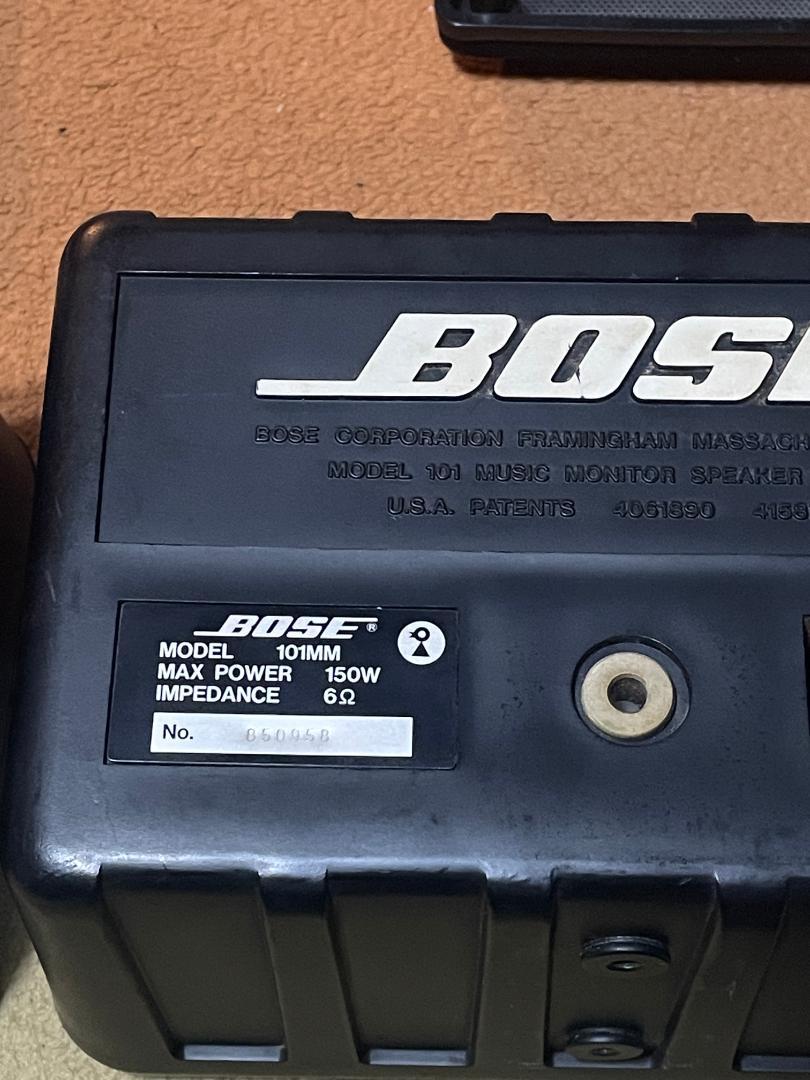 BOSE
BOSE CORPORATION FRAMINGHAM
MODEL 101 MUSIC MONITOR SPEAKER
U.S.A. PATENTS 4061890
BOSE®
MODEL 101MM
MAX POWER 150W
IMPEDANCE 6Ω
No.